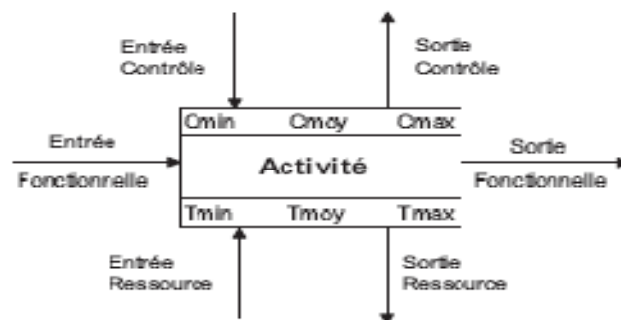 Entrée
Contrôle
Sortie
Contrôle
Cmin Cmoy Cmax
Entrée
Fonctionnelle
Activité
Sortie
Fonctionnelle
Tmin Tmoy Tmax
Entrée
Ressource
Sortie
Ressource